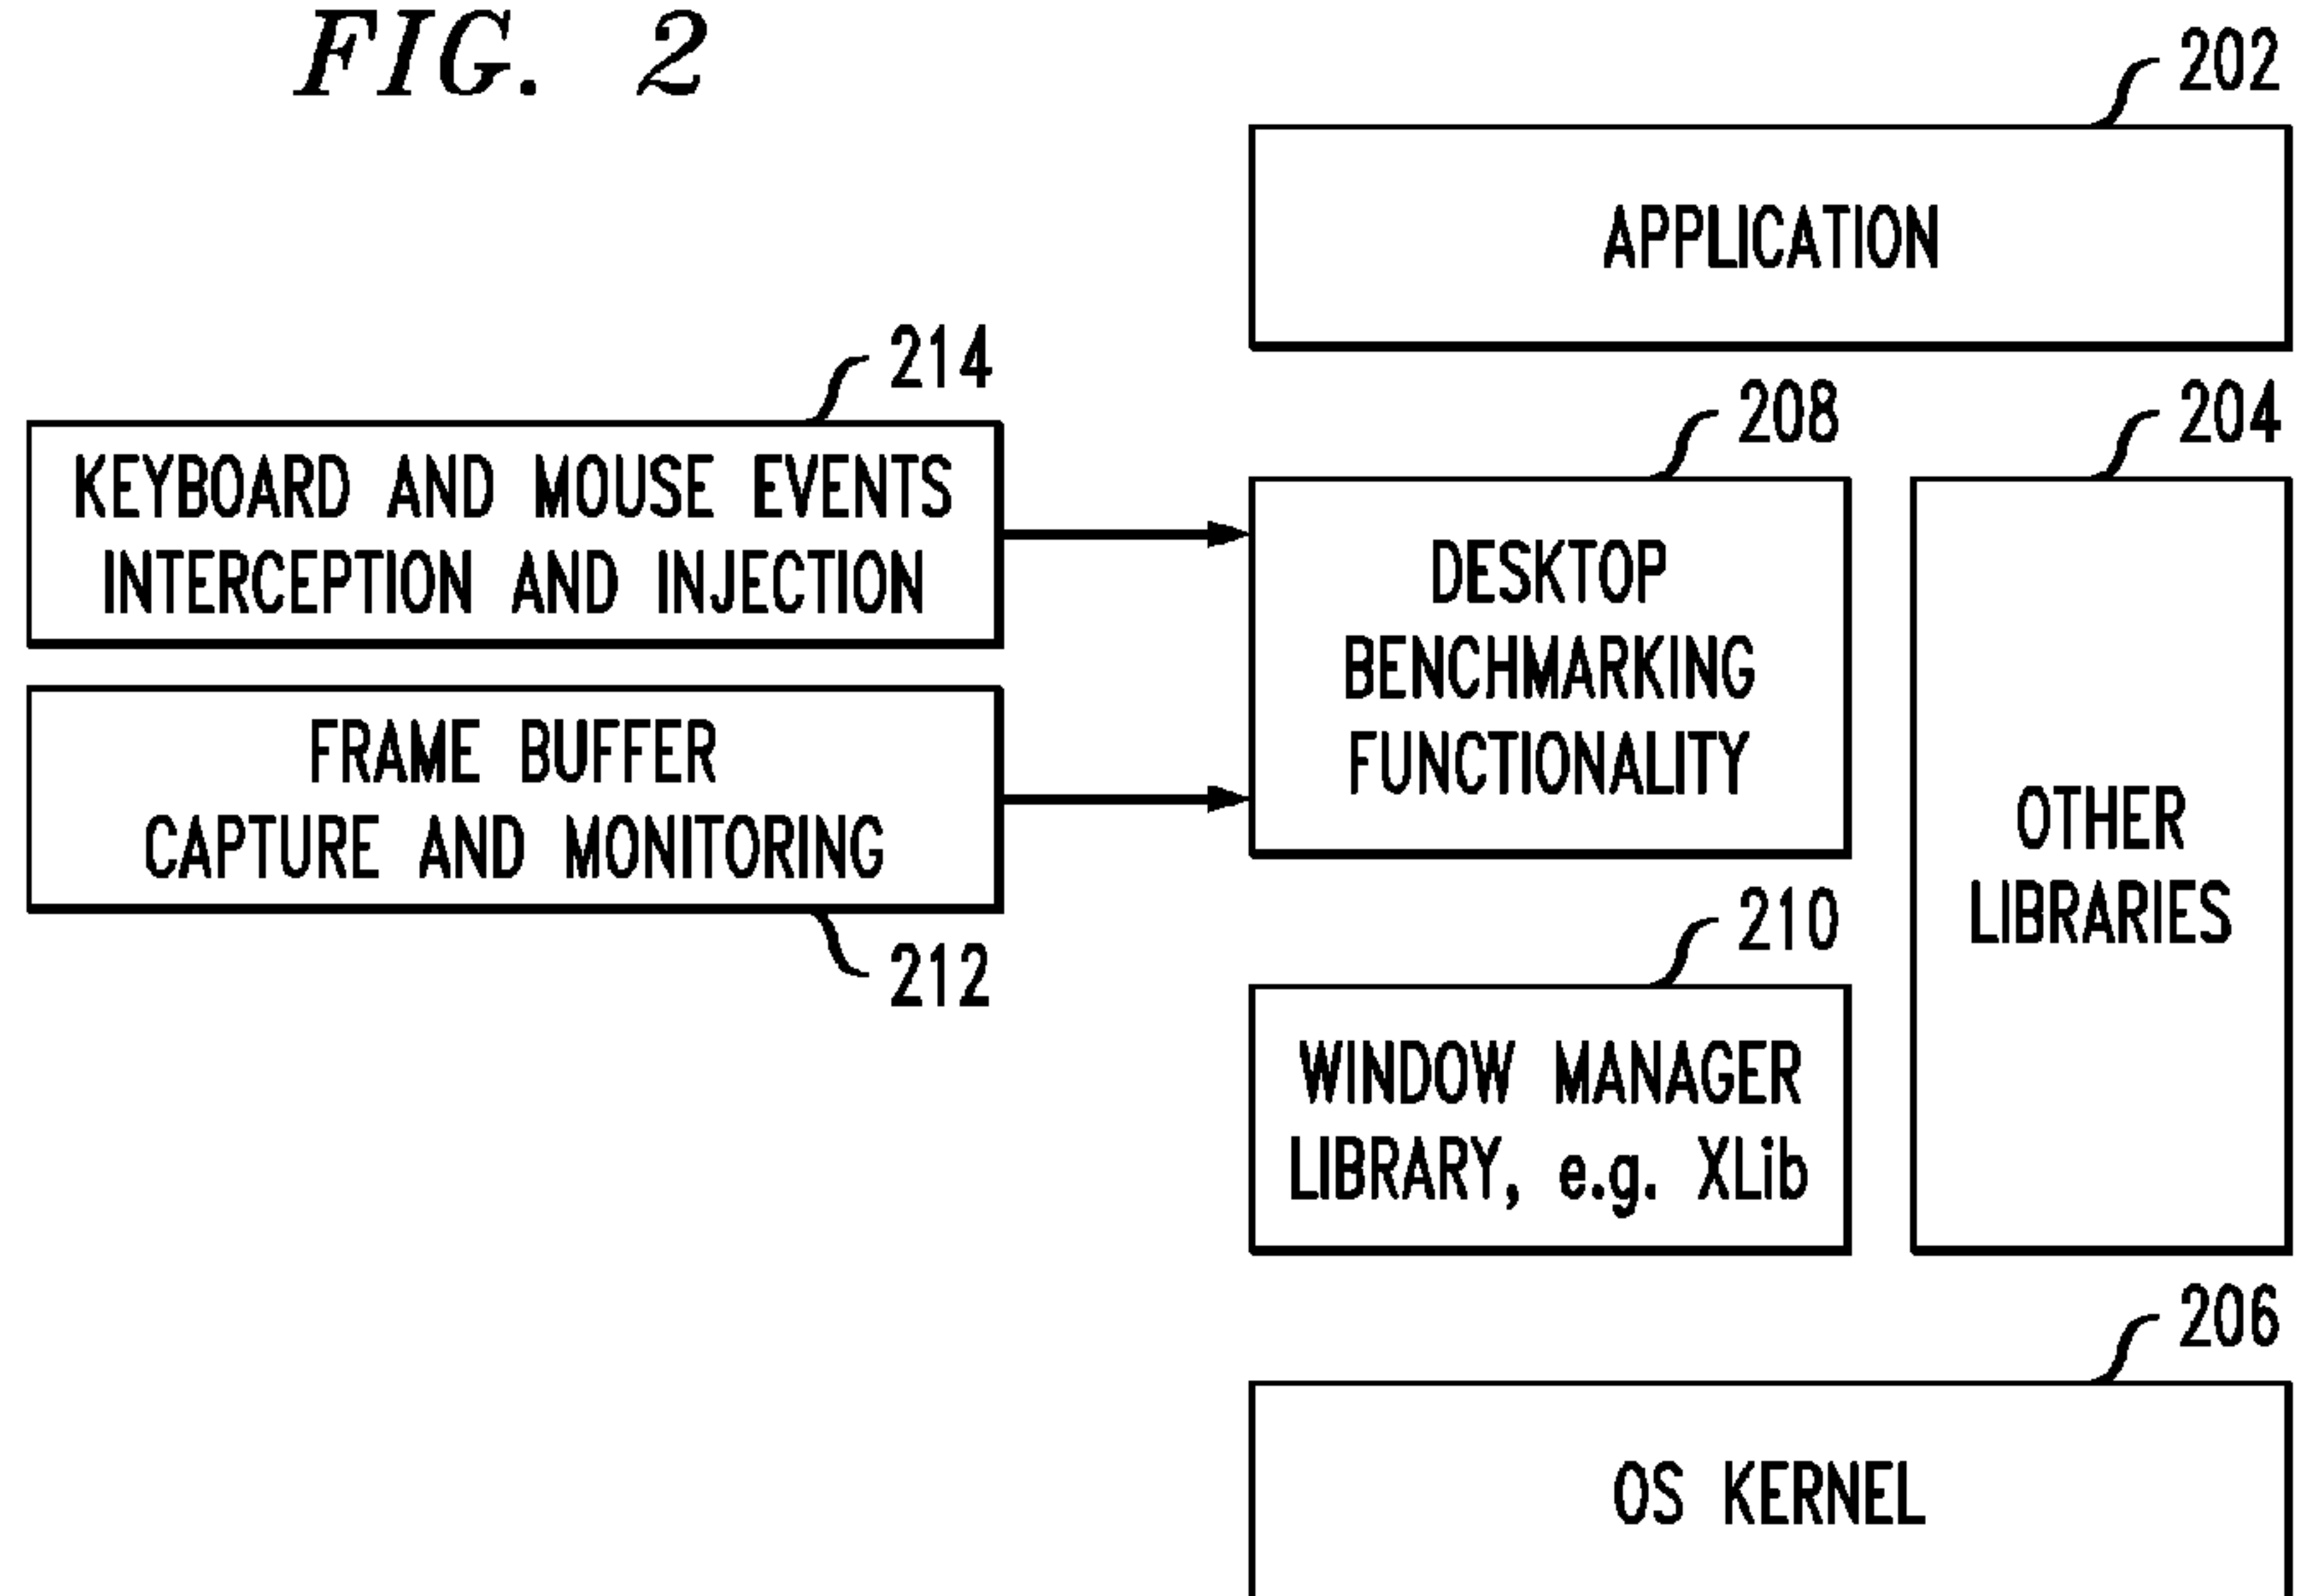 FIG. 2
202
APPLICATION
214
KEYBOARD AND MOUSE EVENTS
INTERCEPTION AND INJECTION
208
DESKTOP
BENCHMARKING
FUNCTIONALITY
204
OTHER
LIBRARIES
FRAME BUFFER
CAPTURE AND MONITORING
212
210
WINDOW MANAGER
LIBRARY, e.g. XLib
206
OS KERNEL